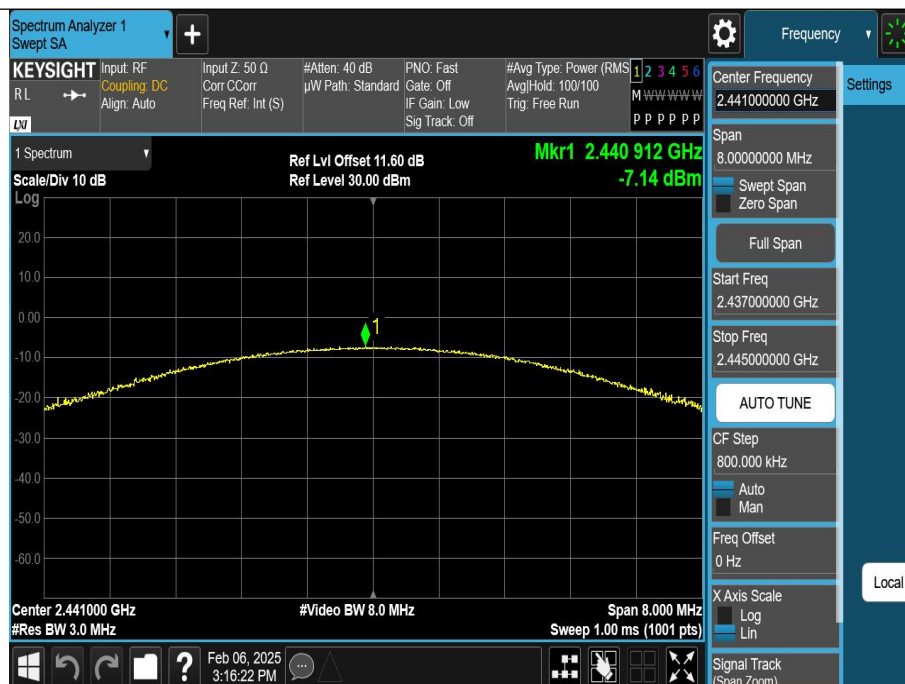 Spectrum Analyzer 1
Swept SA
+
Frequency
KEYSIGHT
RL
LXI
Input: RF
Coupling: DC
Align: Auto
Input Z: 50 Ω
Corr CCorr
Freq Ref: Int (S)
#Atten: 40 dB
µW Path: Standard
PNO: Fast
Gate: Off
IF Gain: Low
Sig Track: Off
#Avg Type: Power (RMS
Avg|Hold: 100/100
Trig: Free Run
1 2 3 4 5 6
M W W W W W
P P P P P P
1 Spectrum
Scale/Div 10 dB
Log
Ref Lvl Offset 11.60 dB
Ref Level 30.00 dBm
Mkr1 2.440 912 GHz
-7.14 dBm
20.0
10.0
0.00
1
-10.0
-20.0
-30.0
-40.0
-50.0
-60.0
Center 2.441000 GHz
#Res BW 3.0 MHz
#Video BW 8.0 MHz
Span 8.000 MHz
Sweep 1.00 ms (1001 pts)
?
Feb 06, 2025
3:16:22 PM
Center Frequency
2.441000000 GHz
Settings
Span
8.00000000 MHz
Swept Span
Zero Span
Full Span
Start Freq
2.437000000 GHz
Stop Freq
2.445000000 GHz
AUTO TUNE
CF Step
800.000 kHz
Auto
Man
Freq Offset
0 Hz
Local
X Axis Scale
Log
Lin
Signal Track
(Span Zoom)